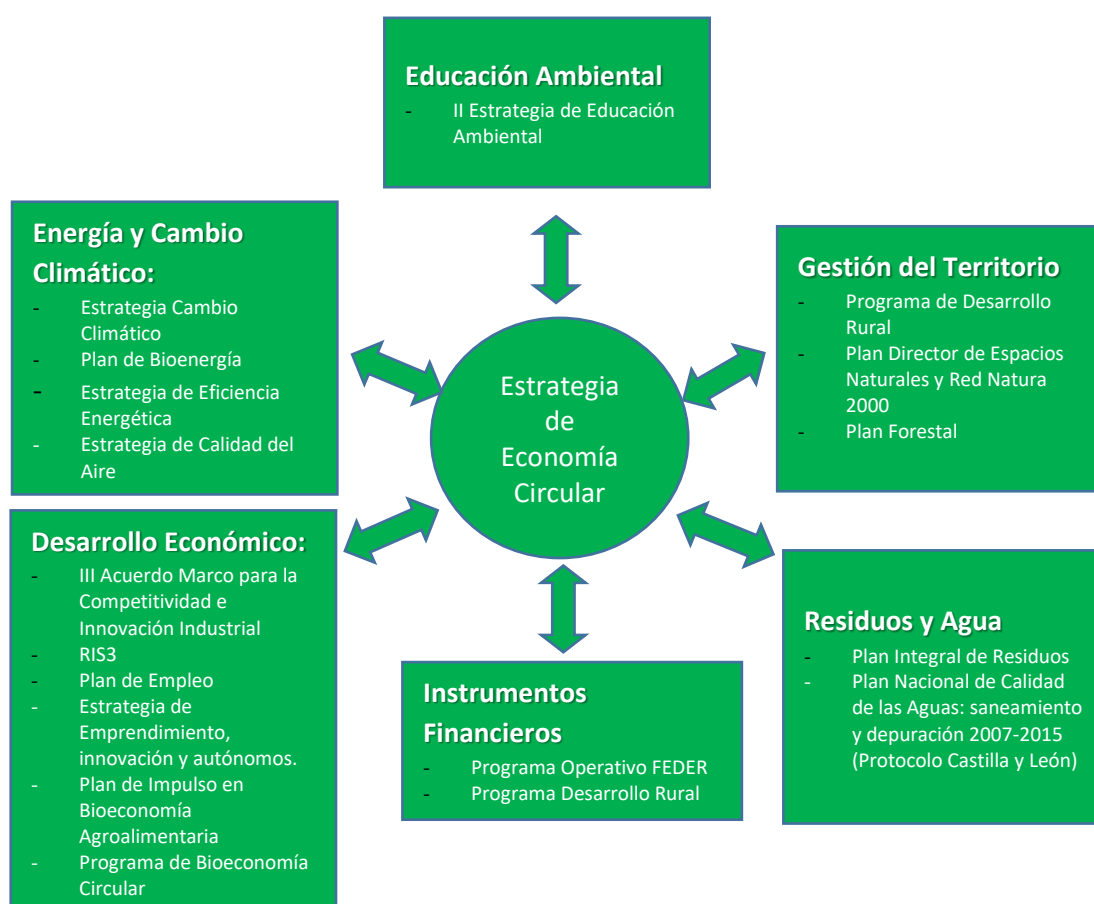 Educación Ambiental
- II Estrategia de Educación
Ambiental
Energía y Cambio
Climático:
- Estrategia Cambio
Climático
- Plan de Bioenergía
- Estrategia de Eficiencia
Energética
- Estrategia de Calidad del
Aire
Gestión del Territorio
- Programa de Desarrollo
Rural
- Plan Director de Espacios
Naturales y Red Natura
2000
- Plan Forestal
Estrategia
de
Economía
Circular
Desarrollo Económico:
- III Acuerdo Marco para la
Competitividad e
Innovación Industrial
- RIS3
- Plan de Empleo
- Estrategia de
Emprendimiento,
innovación y autónomos.
- Plan de Impulso en
Bioeconomía
Agroalimentaria
- Programa de Bioeconomía
Circular
Instrumentos
Financieros
- Programa Operativo FEDER
- Programa Desarrollo Rural
Residuos y Agua
- Plan Integral de Residuos
- Plan Nacional de Calidad
de las Aguas: saneamiento
y depuración 2007-2015
(Protocolo Castilla y León)